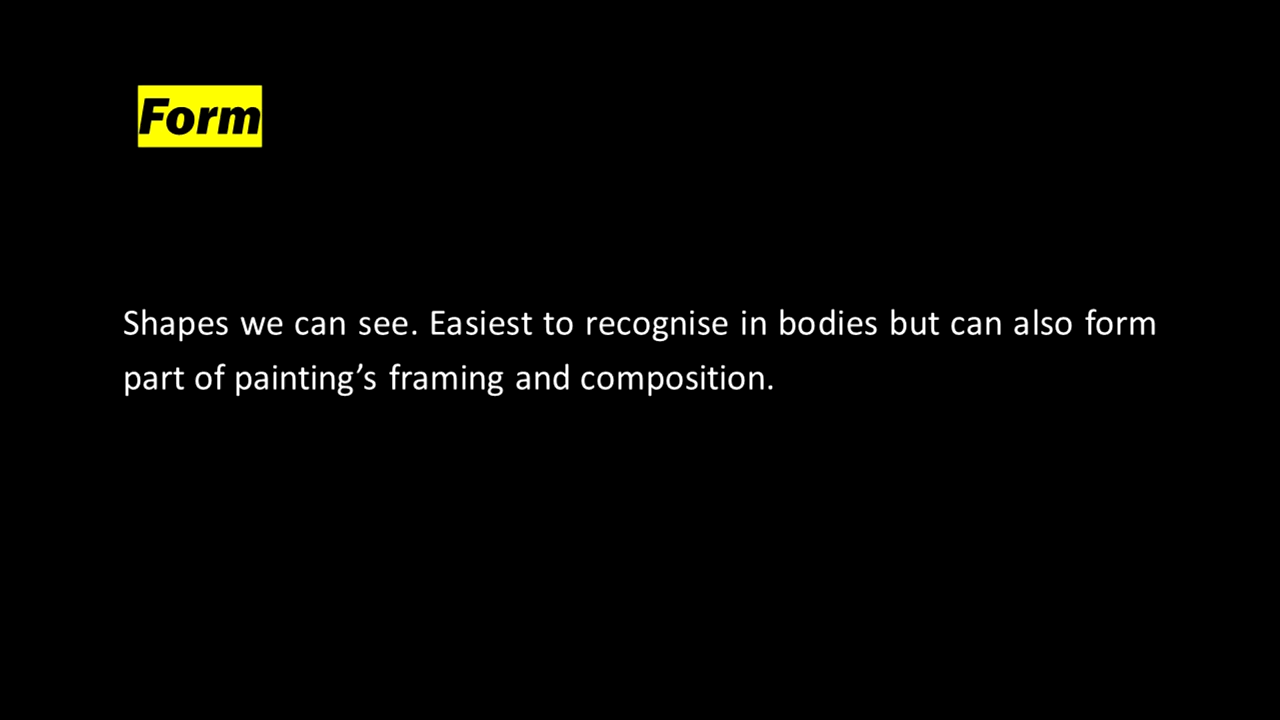 Form
Shapes we can see. Easiest to recognise in bodies but can also form
part of painting’s framing and composition.